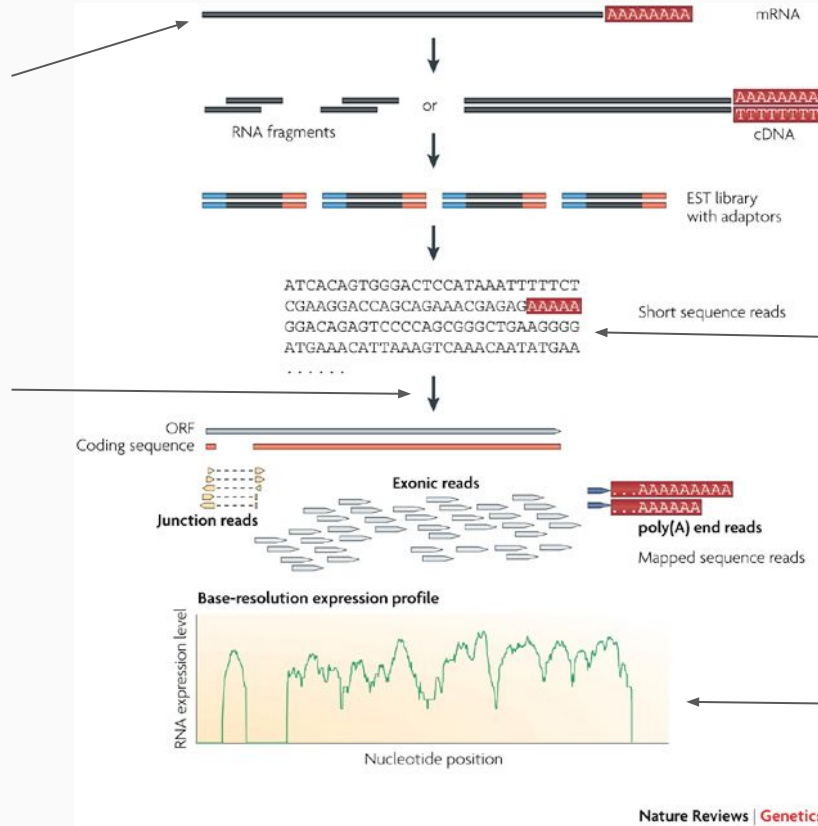 AAAAAAAA
mRNA
RNA fragments
or
AAAAAAAA
TTTTTTTT
cDNA
EST library
with adaptors
ATCACAGTGGGACTCCATAAATTTTTCT
CGAAGGACCAGCAGAAACGAGAGAAAAA
GGACAGAGTCCCCAGCGGGCTGAAGGGG
ATGAAACATTAAAGTCAAACAATATGAA
......
Short sequence reads
ORF
Coding sequence
Junction reads
Exonic reads
...AAAAAAAAA
...AAAAAA
poly(A) end reads
Mapped sequence reads
Base-resolution expression profile
RNA expression level
Nucleotide position
Nature Reviews | Genetics